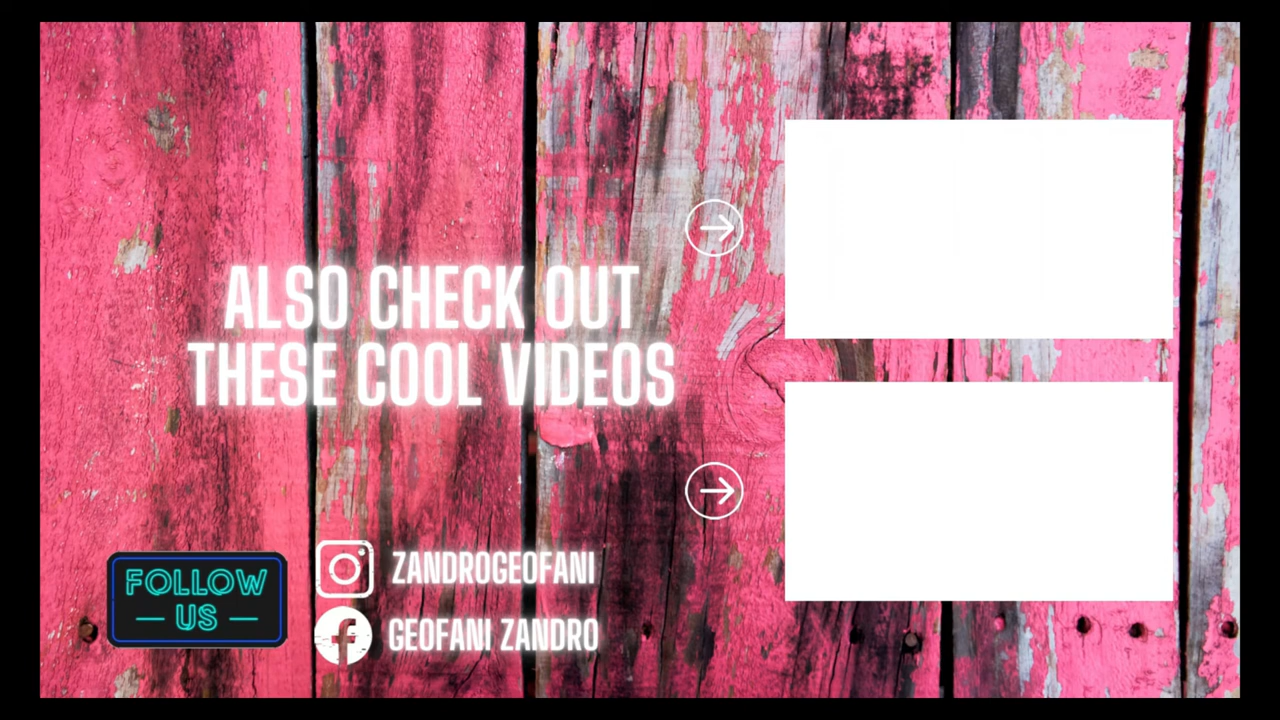 ALSO CHECK OUT
THESE COOL VIDEOS
FOLLOW
US
ZANDROGEOFANI
GEOFANI ZANDRO